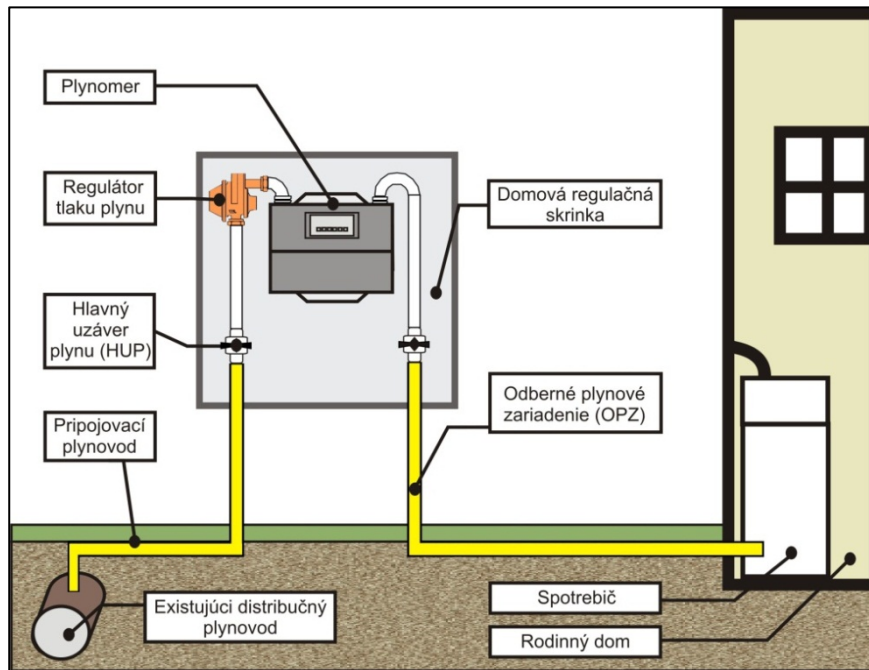 Plynomer
Regulátor
tlaku plynu
Domová regulačná
skrinka
Hlavný
uzáver
plynu (HUP)
Odberné plynové
zariadenie (OPZ)
Pripojovací
plynovod
Existujúci distribučný
plynovod
Spotrebič
Rodinný dom